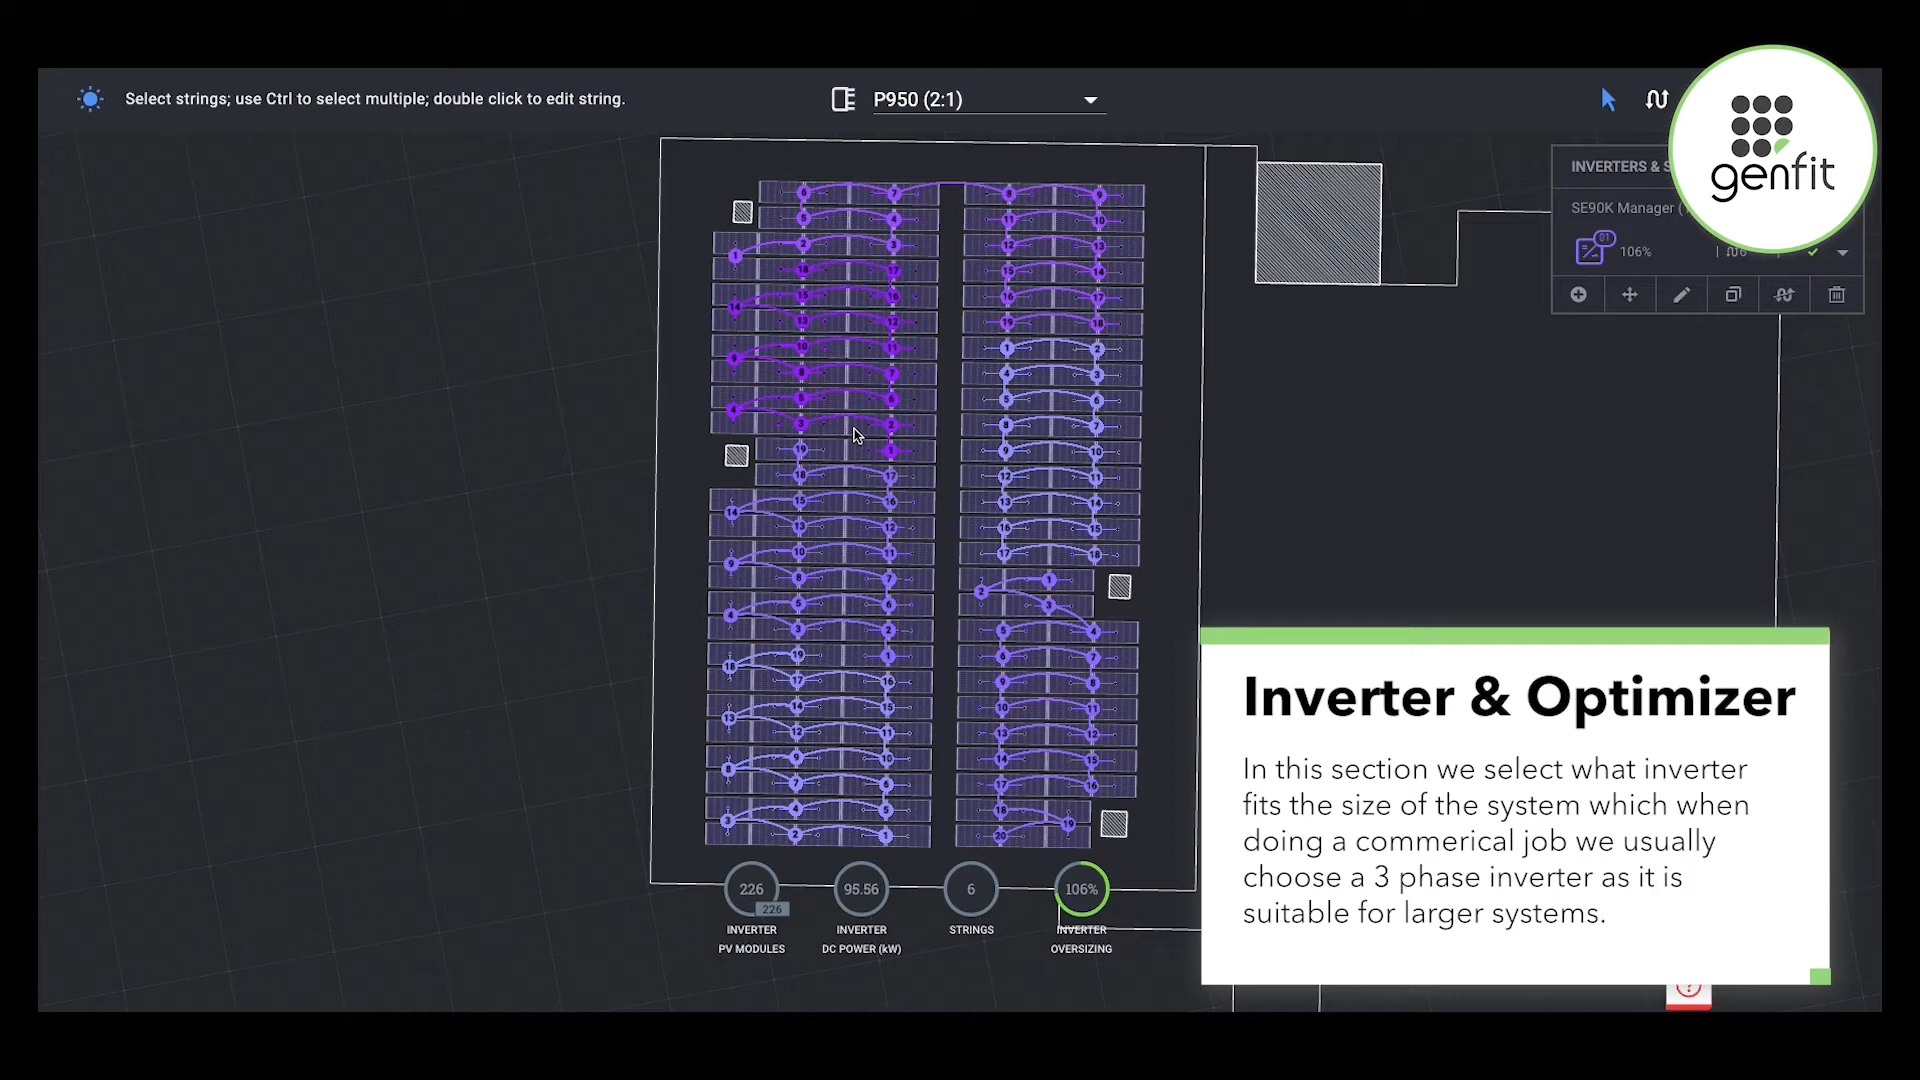 Select strings; use Ctrl to select multiple; double click to edit string.
P950 (2:1)
genfit
INVERTERS & S
SE90K Manager (
01
106%
226
226
95.56
6
106%
INVERTER
PV MODULES
INVERTER
DC POWER (kW)
STRINGS
INVERTER
OVERSIZING
Inverter & Optimizer
In this section we select what inverter
fits the size of the system which when
doing a commerical job we usually
choose a 3 phase inverter as it is
suitable for larger systems.